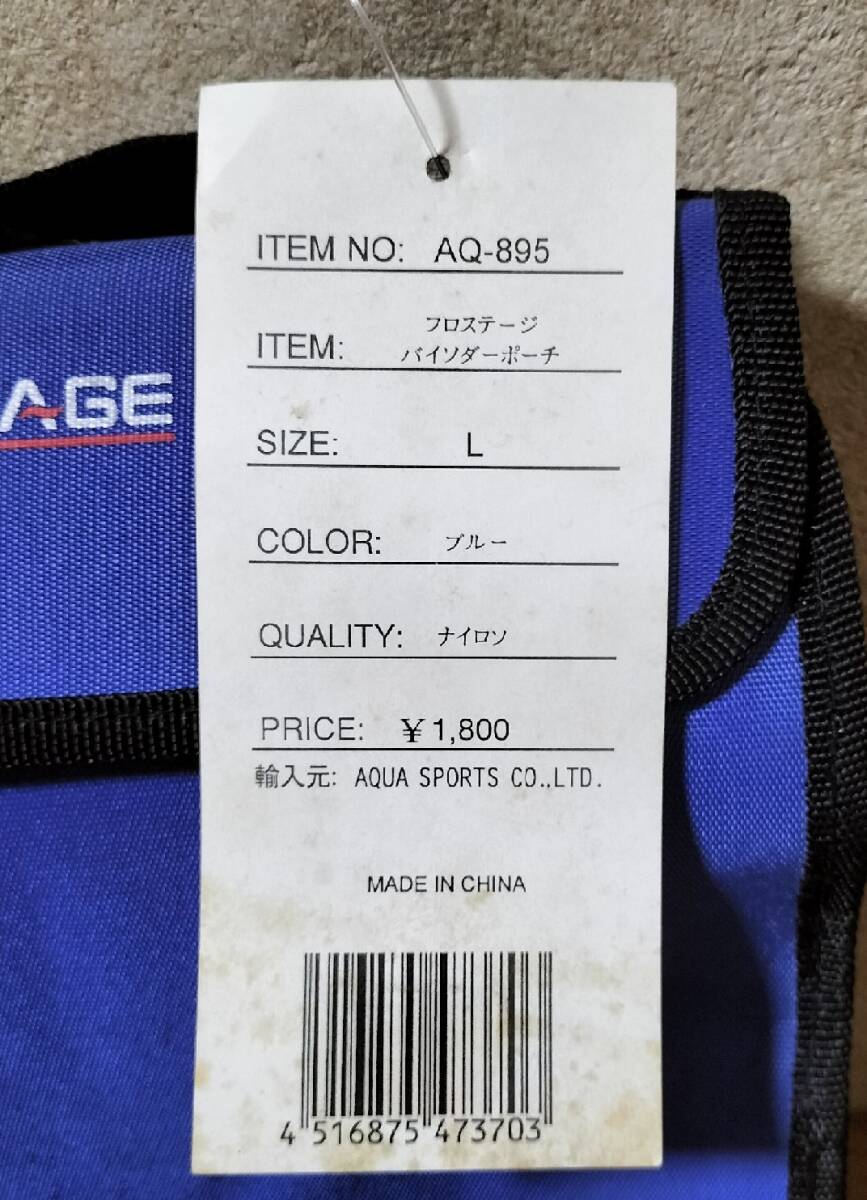 ITEM NO: AQ-895
フロステージ
ITEM: バイソダーポーチ
AGE
SIZE: L
COLOR: ブルー
QUALITY: ナイロソ
PRICE: ¥1,800
輸入元: AQUA SPORTS CO.,LTD.
MADE IN CHINA
4 516875 473703